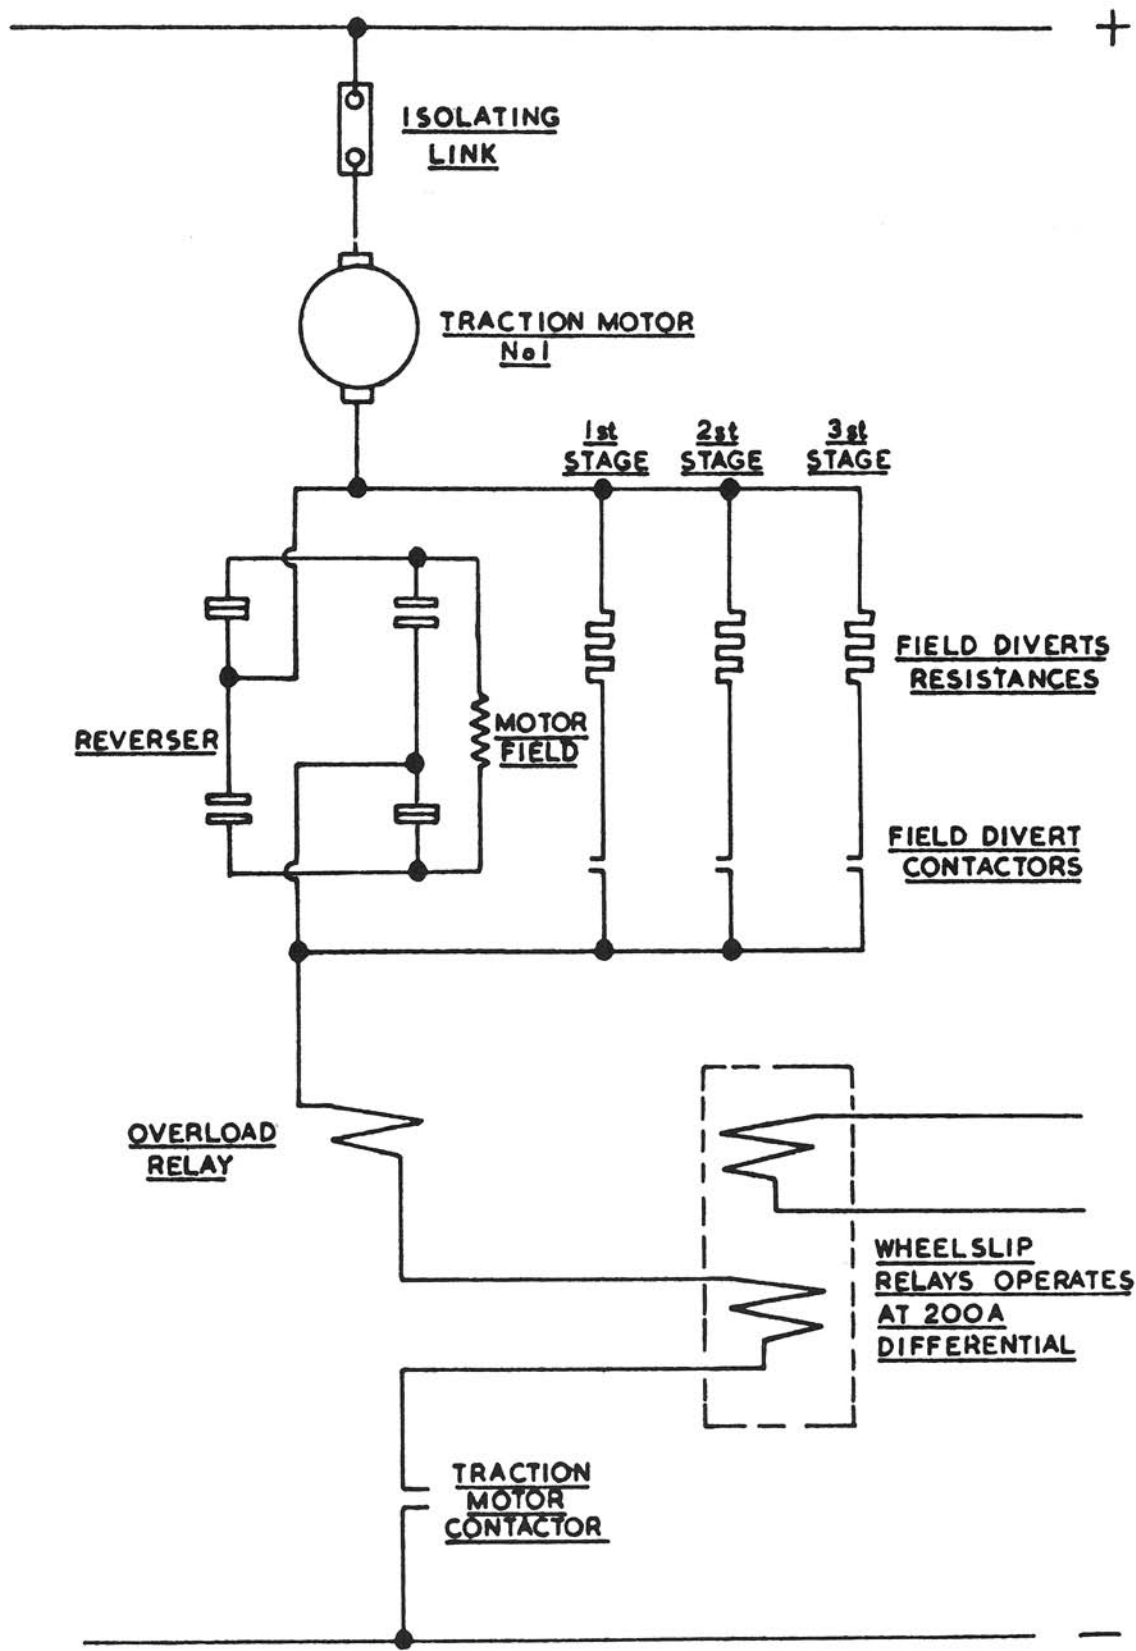 +
ISOLATING
LINK
TRACTION MOTOR
No1
1st
STAGE
2st
STAGE
3st
STAGE
REVERSER
MOTOR
FIELD
FIELD DIVERTS
RESISTANCES
FIELD DIVERT
CONTACTORS
OVERLOAD
RELAY
WHEELSLIP
RELAYS OPERATES
AT 200A
DIFFERENTIAL
TRACTION
MOTOR
CONTACTOR
—